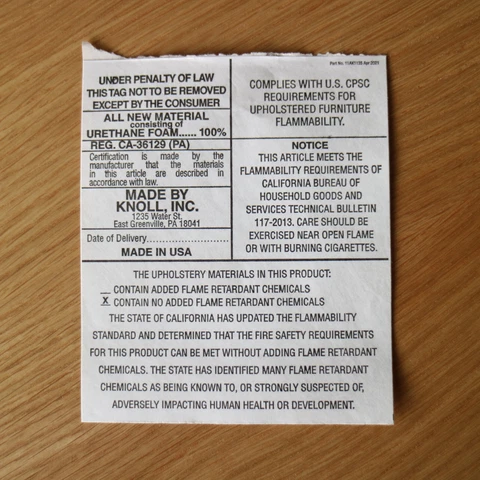 Part No. 114K1135 Apr 2021
UNDER PENALTY OF LAW
THIS TAG NOT TO BE REMOVED
EXCEPT BY THE CONSUMER
ALL NEW MATERIAL
consisting of
URETHANE FOAM...... 100%
REG. CA-36129 (PA)
Certification is made by the
manufacturer that the materials
in this article are described in
accordance with law.
MADE BY
KNOLL, INC.
1235 Water St.
East Greenville, PA 18041
Date of Delivery........................
MADE IN USA
COMPLIES WITH U.S. CPSC
REQUIREMENTS FOR
UPHOLSTERED FURNITURE
FLAMMABILITY.
NOTICE
THIS ARTICLE MEETS THE
FLAMMABILITY REQUIREMENTS OF
CALIFORNIA BUREAU OF
HOUSEHOLD GOODS AND
SERVICES TECHNICAL BULLETIN
117-2013. CARE SHOULD BE
EXERCISED NEAR OPEN FLAME
OR WITH BURNING CIGARETTES.
THE UPHOLSTERY MATERIALS IN THIS PRODUCT:
__ CONTAIN ADDED FLAME RETARDANT CHEMICALS
X CONTAIN NO ADDED FLAME RETARDANT CHEMICALS
THE STATE OF CALIFORNIA HAS UPDATED THE FLAMMABILITY
STANDARD AND DETERMINED THAT THE FIRE SAFETY REQUIREMENTS
FOR THIS PRODUCT CAN BE MET WITHOUT ADDING FLAME RETARDANT
CHEMICALS. THE STATE HAS IDENTIFIED MANY FLAME RETARDANT
CHEMICALS AS BEING KNOWN TO, OR STRONGLY SUSPECTED OF,
ADVERSELY IMPACTING HUMAN HEALTH OR DEVELOPMENT.